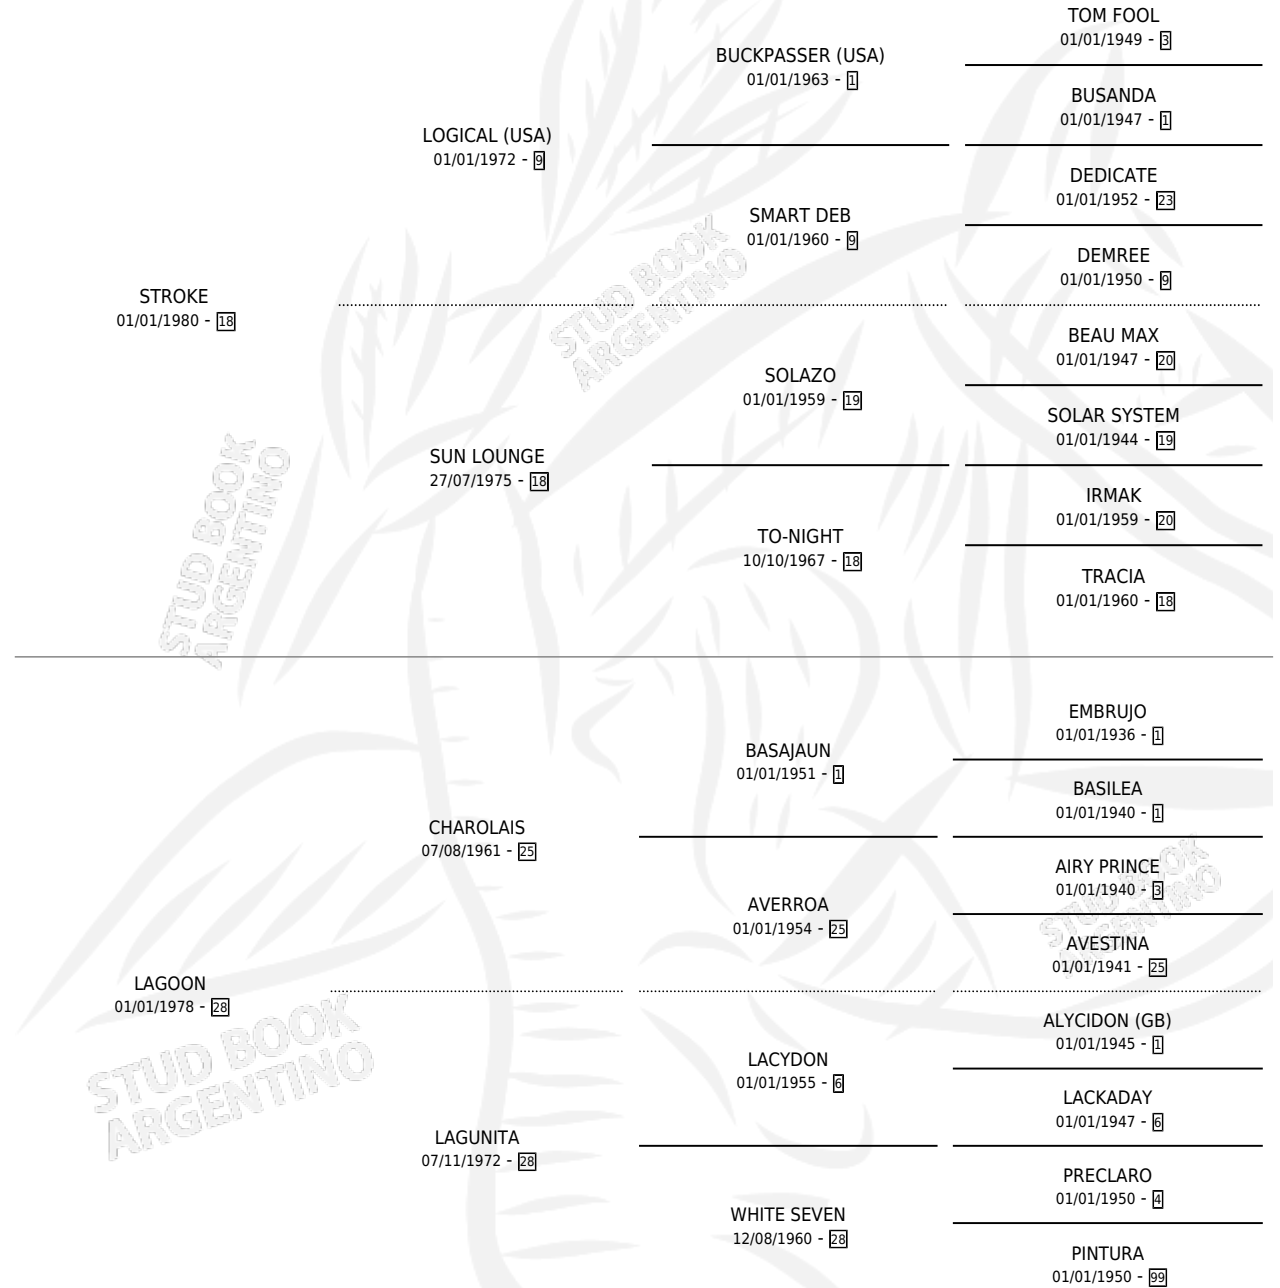 TOM FOOL
01/01/1949 - 3
BUCKPASSER (USA)
01/01/1963 - 1
BUSANDA
01/01/1947 - 1
LOGICAL (USA)
01/01/1972 - 9
DEDICATE
01/01/1952 - 23
SMART DEB
01/01/1960 - 9
DEMREE
01/01/1950 - 9
STROKE
01/01/1980 - 18
BEAU MAX
01/01/1947 - 20
SOLAZO
01/01/1959 - 19
SOLAR SYSTEM
01/01/1944 - 19
SUN LOUNGE
27/07/1975 - 18
IRMAK
01/01/1959 - 20
TO-NIGHT
10/10/1967 - 18
TRACIA
01/01/1960 - 18
STUD BOOK
ARGENTINO
STUD BOOK
ARGENTINO
EMBRUJO
01/01/1936 - 1
BASAJAUN
01/01/1951 - 1
BASILEA
01/01/1940 - 1
CHAROLAIS
07/08/1961 - 25
AIRY PRINCE
01/01/1940 - 3
AVERROA
01/01/1954 - 25
AVESTINA
01/01/1941 - 25
LAGOON
01/01/1978 - 28
ALYCIDON (GB)
01/01/1945 - 1
LACYDON
01/01/1955 - 6
LACKADAY
01/01/1947 - 6
LAGUNITA
07/11/1972 - 28
PRECLARO
01/01/1950 - 4
WHITE SEVEN
12/08/1960 - 28
PINTURA
01/01/1950 - 99
STUD BOOK
ARGENTINO
STUD BOOK
ARGENTINO